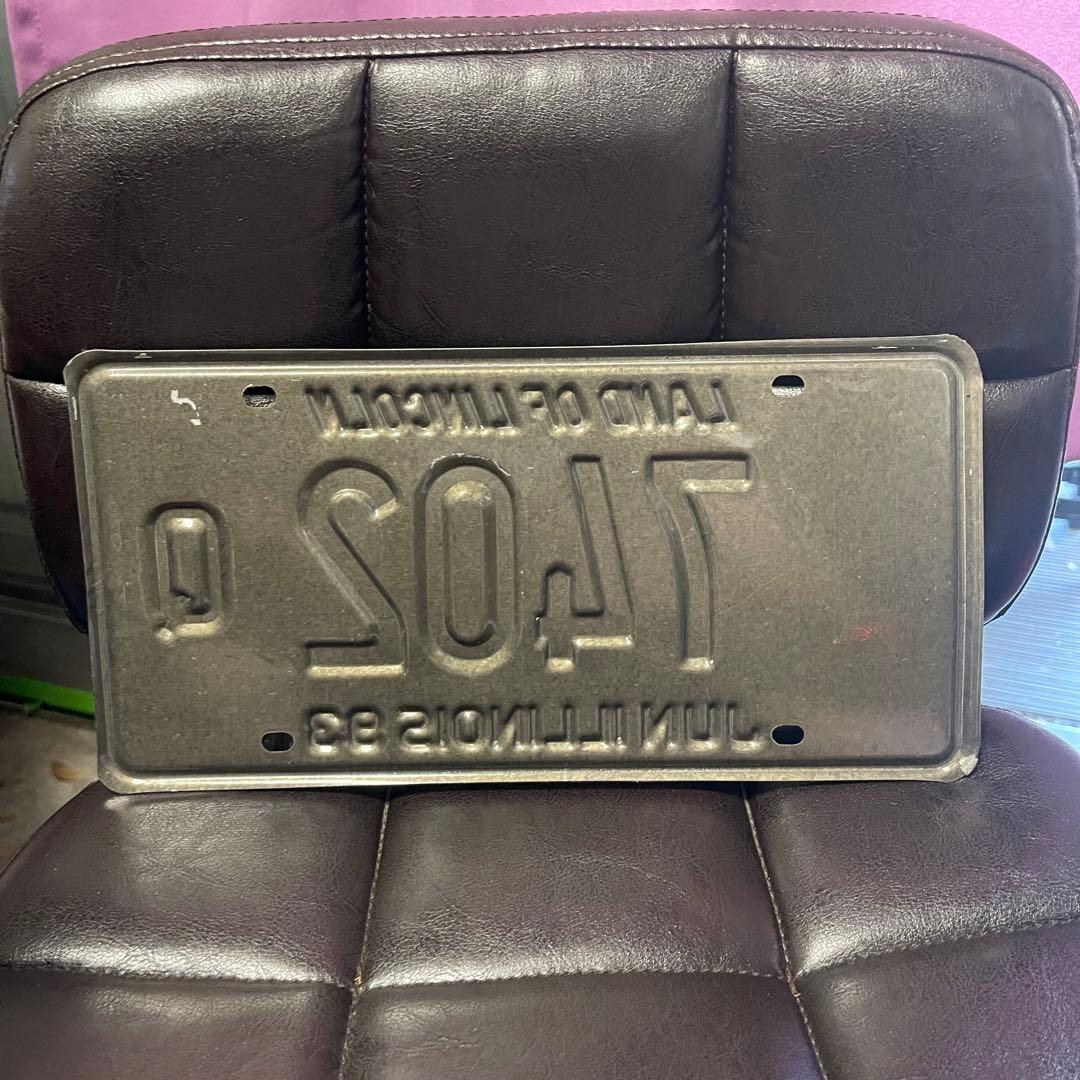 LAND OF LINCOLN
7402 Q
JUN ILLINOIS 93